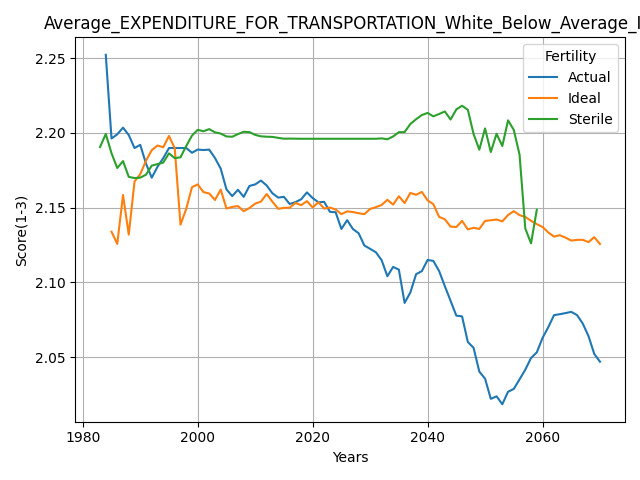 Average_EXPENDITURE_FOR_TRANSPORTATION_White_Below_Average_I
Fertility
Actual
Ideal
Sterile
2.25
2.20
2.15
2.10
2.05
Score(1-3)
1980 2000 2020 2040 2060
Years